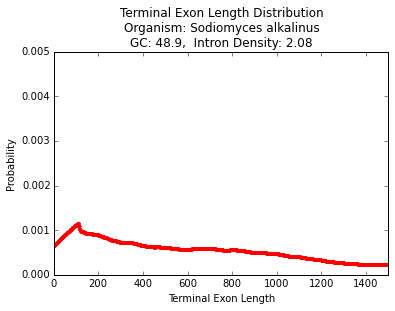 Terminal Exon Length Distribution
Organism: Sodiomyces alkalinus
GC: 48.9,  Intron Density: 2.08
0.005
0.004
0.003
0.002
0.001
0.000
Probability
0
200
400
600
800
1000
1200
1400
Terminal Exon Length